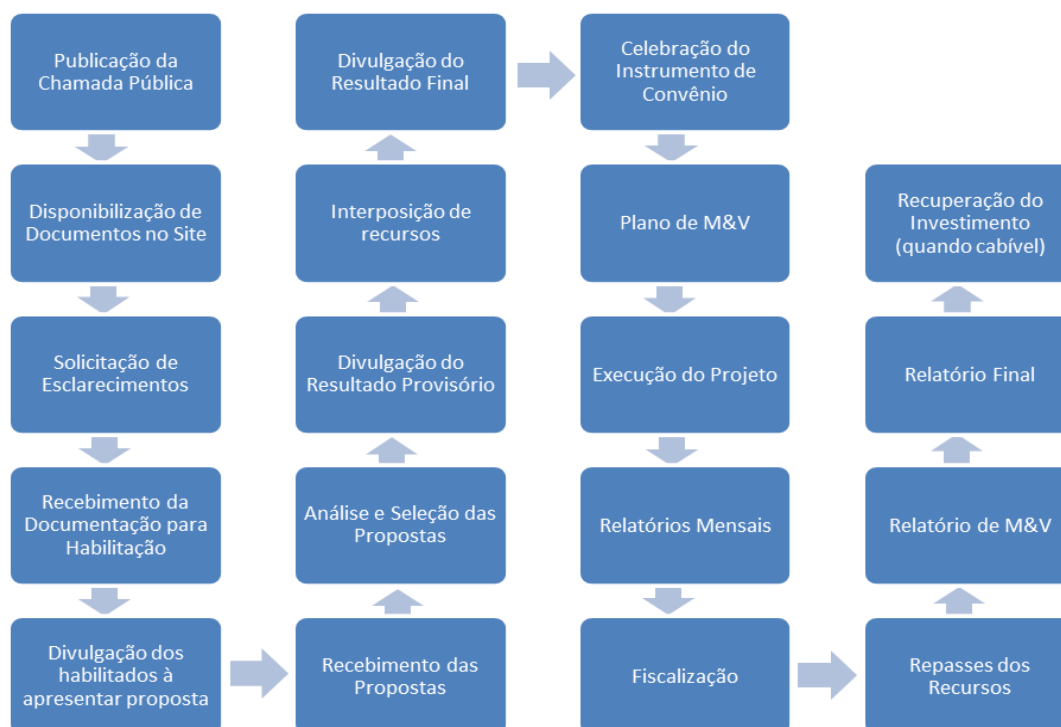 Publicação da
Chamada Pública
Disponibilização de
Documentos no Site
Solicitação de
Esclarecimentos
Recebimento da
Documentação para
Habilitação
Divulgação dos
habilitados à
apresentar proposta
Recebimento das
Propostas
Análise e Seleção das
Propostas
Divulgação do
Resultado Provisório
Interposição de
recursos
Divulgação do
Resultado Final
Celebração do
Instrumento de
Convênio
Plano de M&V
Execução do Projeto
Relatórios Mensais
Fiscalização
Repasses dos
Recursos
Relatório de M&V
Relatório Final
Recuperação do
Investimento
(quando cabível)